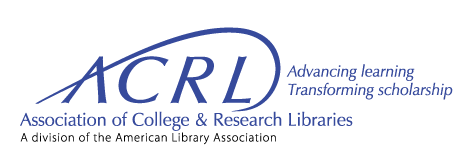 ACRL
Advancing learning
Transforming scholarship
Association of College & Research Libraries
A division of the American Library Association